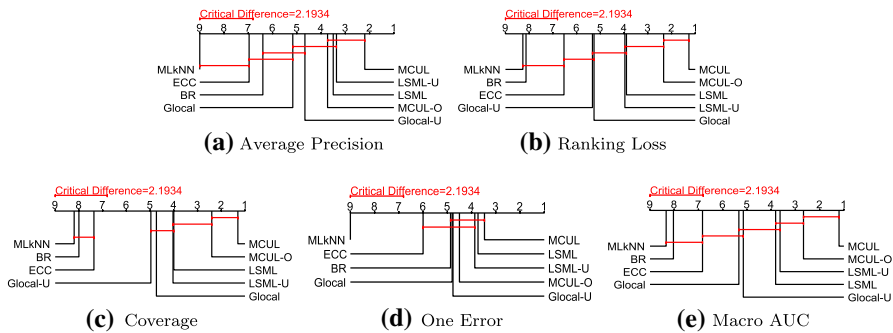 Critical Difference=2.1934
9 8 7 6 5 4 3 2 1
MLkNN
ECC
BR
Glocal
MCUL
LSML-U
LSML
MCUL-O
Glocal-U
(a) Average Precision
Critical Difference=2.1934
9 8 7 6 5 4 3 2 1
MLkNN
BR
ECC
Glocal-U
MCUL
MCUL-O
LSML
LSML-U
Glocal
(b) Ranking Loss
Critical Difference=2.1934
9 8 7 6 5 4 3 2 1
MLkNN
BR
ECC
Glocal-U
MCUL
MCUL-O
LSML
LSML-U
Glocal
(c) Coverage
Critical Difference=2.1934
9 8 7 6 5 4 3 2 1
MLkNN
ECC
BR
Glocal
MCUL
LSML
LSML-U
MCUL-O
Glocal-U
(d) One Error
Critical Difference=2.1934
9 8 7 6 5 4 3 2 1
MLkNN
BR
ECC
Glocal
MCUL
MCUL-O
LSML
LSML-U
Glocal-U
(e) Macro AUC